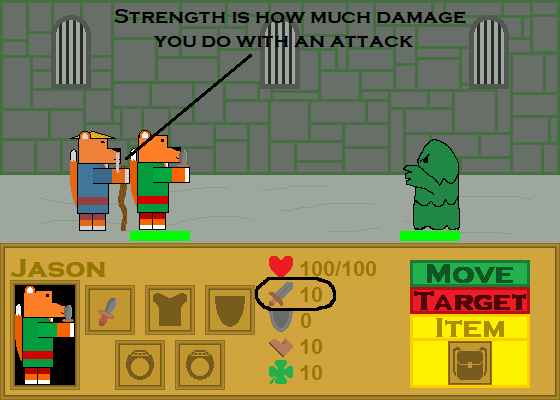 Strength is how much damage
you do with an attack
Jason
100/100
10
0
10
10
Move
Target
Item